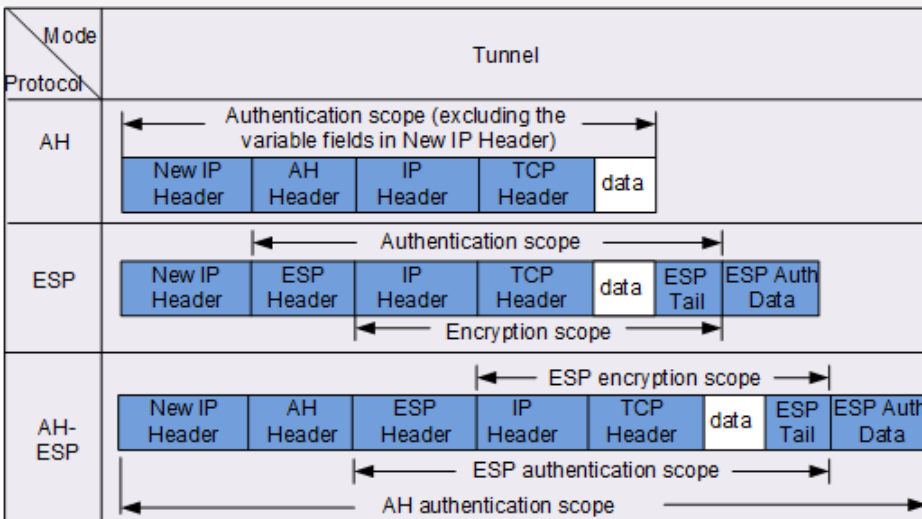 Mode
Protocol
Tunnel
AH
Authentication scope (excluding the
variable fields in New IP Header)
New IP Header
AH Header
IP Header
TCP Header
data
ESP
Authentication scope
New IP Header
ESP Header
IP Header
TCP Header
data
ESP Tail
ESP Auth Data
Encryption scope
AH-
ESP
ESP encryption scope
New IP Header
AH Header
ESP Header
IP Header
TCP Header
data
ESP Tail
ESP Auth Data
ESP authentication scope
AH authentication scope